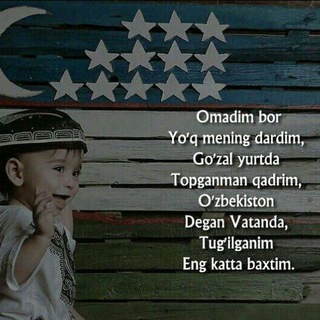 Omadim bor
Yo'q mening dardim,
Go'zal yurtda
Topganman qadrim,
O'zbekiston
Degan Vatanda,
Tug'ilganim
Eng katta baxtim.